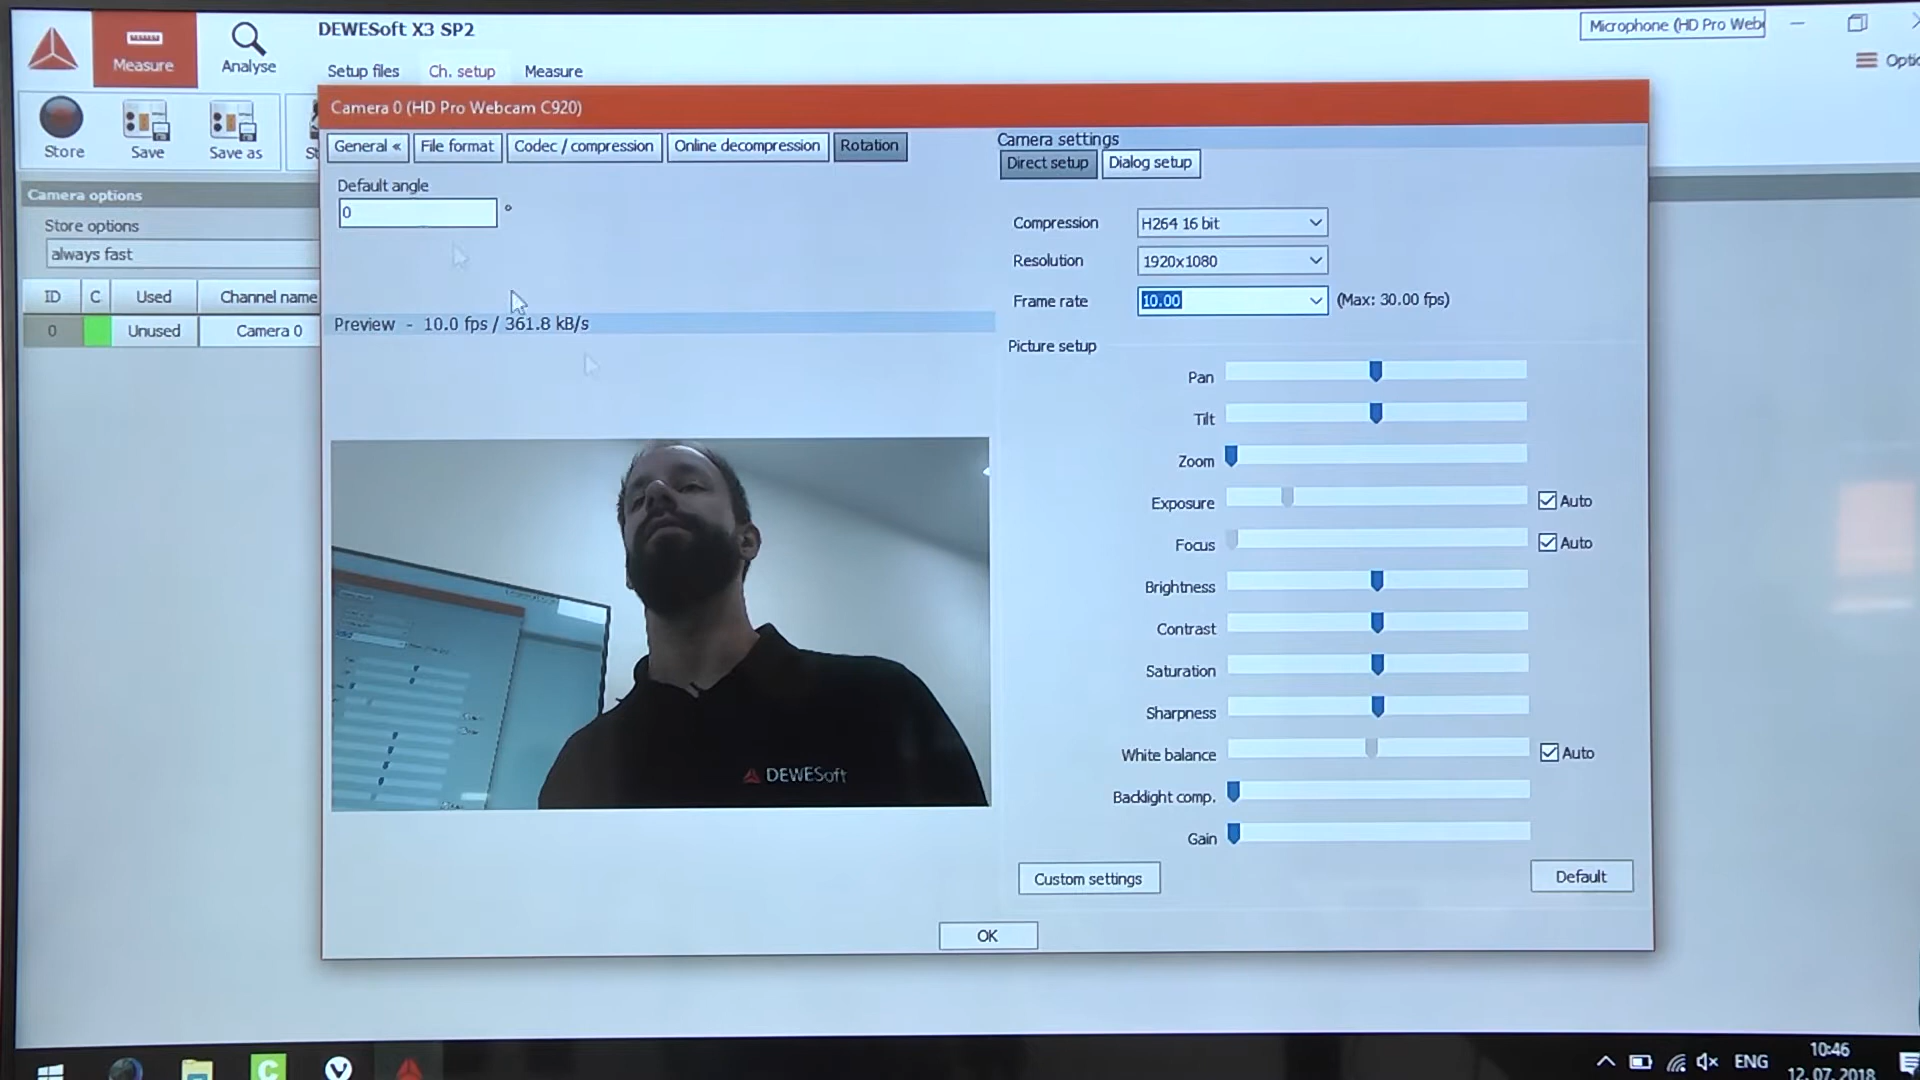 DEWESoft X3 SP2
Microphone (HD Pro Web
Measure
Analyse
Setup files
Ch. setup
Measure
Store
Save
Save as
Camera 0 (HD Pro Webcam C920)
General «
File format
Codec / compression
Online decompression
Rotation
Camera settings
Direct setup
Dialog setup
Camera options
Store options
always fast
Default angle
0
°
Compression
H264 16 bit
Resolution
1920x1080
Frame rate
10.00
(Max: 30.00 fps)
ID
C
Used
Channel name
0
Unused
Camera 0
Preview - 10.0 fps / 361.8 kB/s
Picture setup
Pan
Tilt
Zoom
Exposure
Auto
Focus
Auto
Brightness
Contrast
Saturation
Sharpness
White balance
Auto
Backlight comp.
Gain
DEWESoft
Custom settings
Default
OK
ENG
10:46
12.07.2018